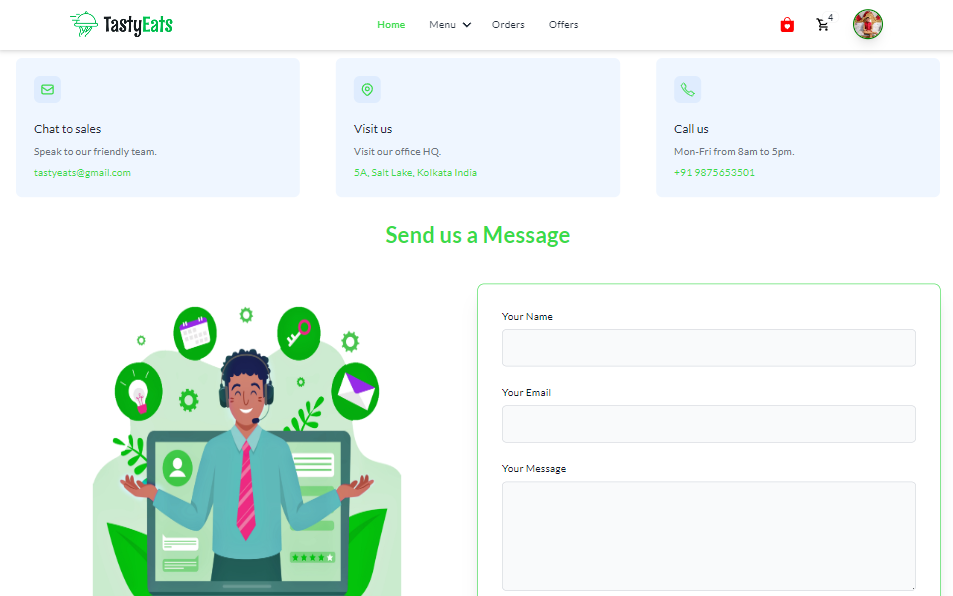 TastyEats
Home Menu Orders Offers
4
Chat to sales
Speak to our friendly team.
tastyeats@gmail.com
Visit us
Visit our office HQ.
5A, Salt Lake, Kolkata India
Call us
Mon-Fri from 8am to 5pm.
+91 9875653501
Send us a Message
Your Name
Your Email
Your Message